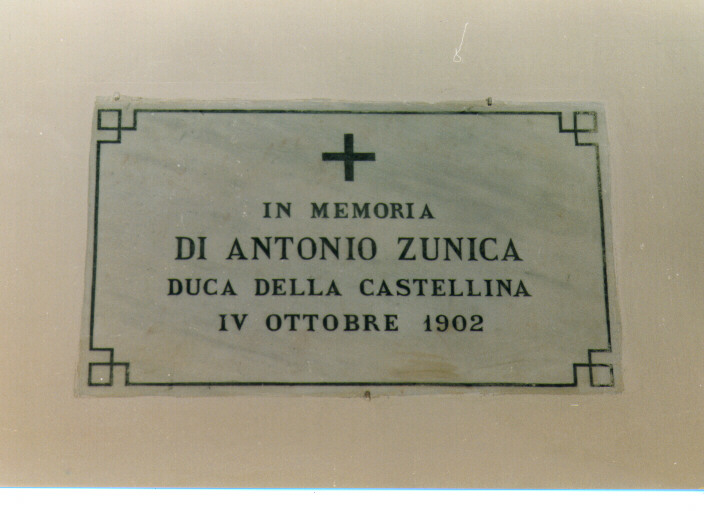 IN MEMORIA
DI ANTONIO ZUNICA
DUCA DELLA CASTELLINA
IV OTTOBRE 1902